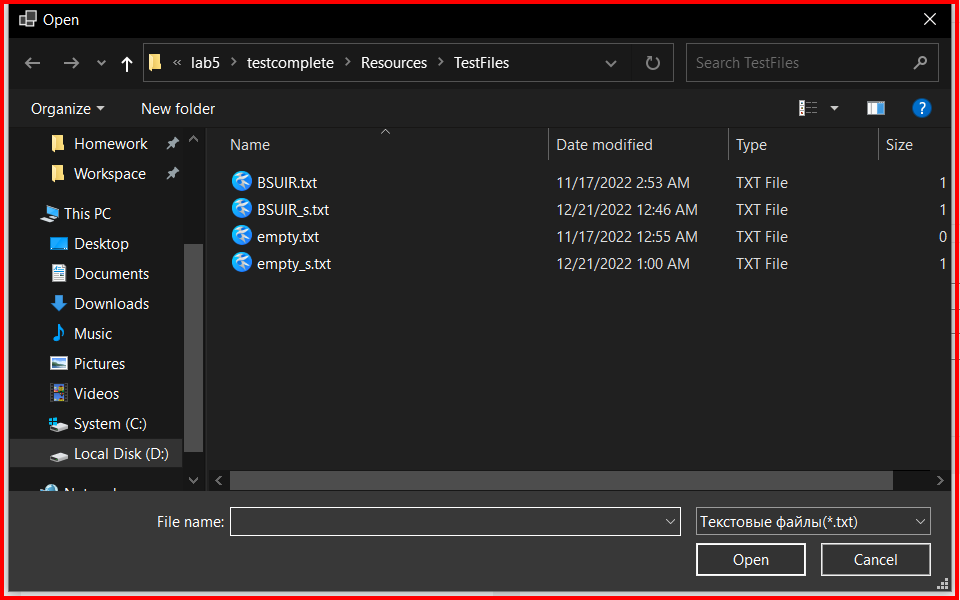 Open
« lab5 > testcomplete > Resources > TestFiles
Search TestFiles
Organize New folder
?
Name Date modified Type Size
Homework
Workspace
This PC
Desktop
Documents
Downloads
Music
Pictures
Videos
System (C:)
Local Disk (D:)
BSUIR.txt 11/17/2022 2:53 AM TXT File 1
BSUIR_s.txt 12/21/2022 12:46 AM TXT File 1
empty.txt 11/17/2022 12:55 AM TXT File 0
empty_s.txt 12/21/2022 1:00 AM TXT File 1
File name:
Текстовые файлы(*.txt)
Open Cancel